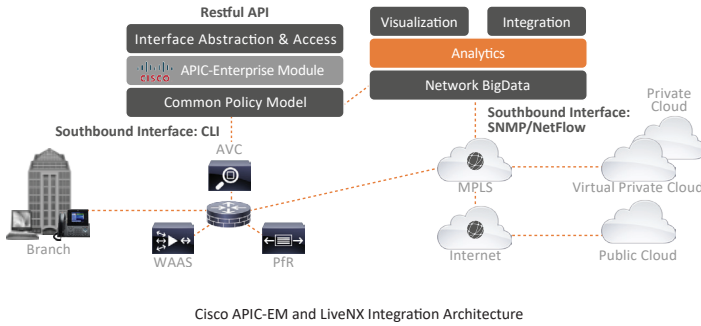 Restful API
Interface Abstraction & Access
CISCO APIC-Enterprise Module
Common Policy Model
Visualization
Integration
Analytics
Network BigData
Southbound Interface: CLI
Southbound Interface:
SNMP/NetFlow
Private
Cloud
AVC
MPLS
Virtual Private Cloud
Branch
WAAS
PfR
Internet
Public Cloud
Cisco APIC-EM and LiveNX Integration Architecture